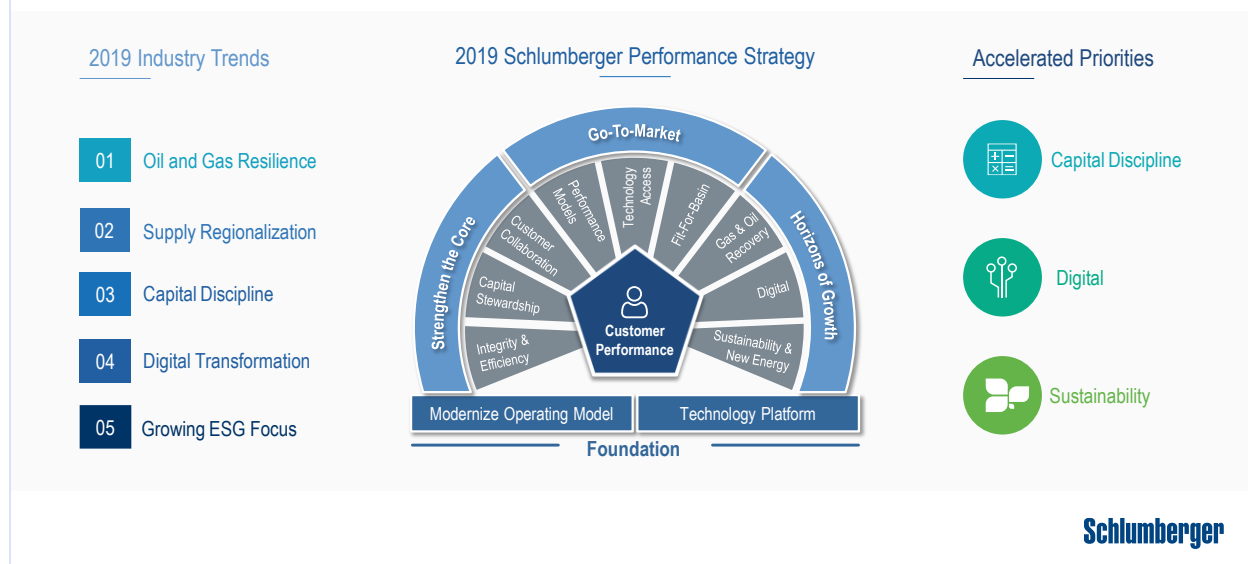 2019 Industry Trends
01 Oil and Gas Resilience
02 Supply Regionalization
03 Capital Discipline
04 Digital Transformation
05 Growing ESG Focus
2019 Schlumberger Performance Strategy
Strengthen the Core
Go-To-Market
Horizons of Growth
Integrity &
Efficiency
Capital
Stewardship
Customer
Collaboration
Performance
Models
Technology
Access
Fit-For-Basin
Gas & Oil
Recovery
Digital
Sustainability &
New Energy
Customer
Performance
Modernize Operating Model
Technology Platform
Foundation
Accelerated Priorities
Capital Discipline
Digital
Sustainability
Schlumberger